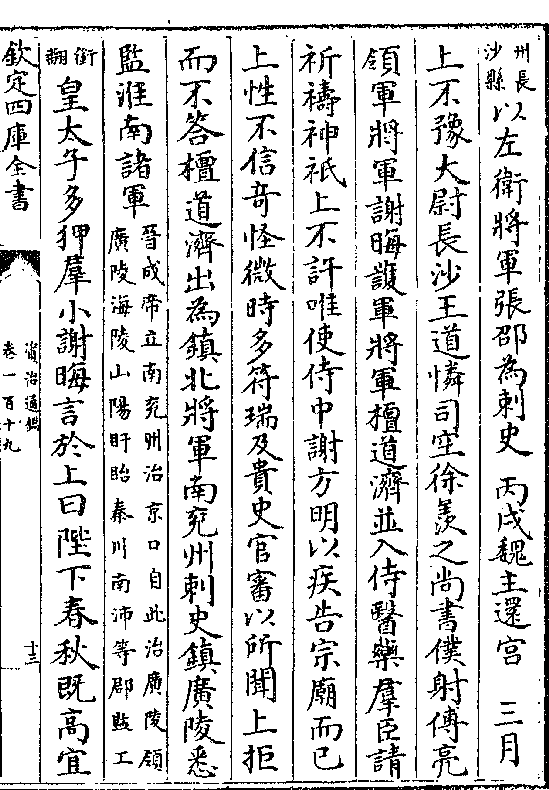 州長
沙縣
以左衛將軍張邵為刺史　丙戌魏主還宮　三月
上不豫太尉長沙王道憐司空徐羨之尚書僕射傅亮
領軍將軍謝晦護軍將軍檀道濟並入侍醫藥羣臣請
祈禱神祇上不許唯使侍中謝方明以疾告宗廟而已
上性不信奇怪微時多符瑞及貴史官審以所聞上拒
而不答檀道濟出為鎮北將軍南兗州刺史鎮廣陵悉
監淮南諸軍
晉成帝立南兗州治京口自此治廣陵領
廣陵海陵山陽盱眙秦川南沛等郡監工
銜翻
皇太子多狎羣小謝晦言於上曰陛下春秋既高宜
欽定四庫全書
資治通鑑
卷一百十九
十三